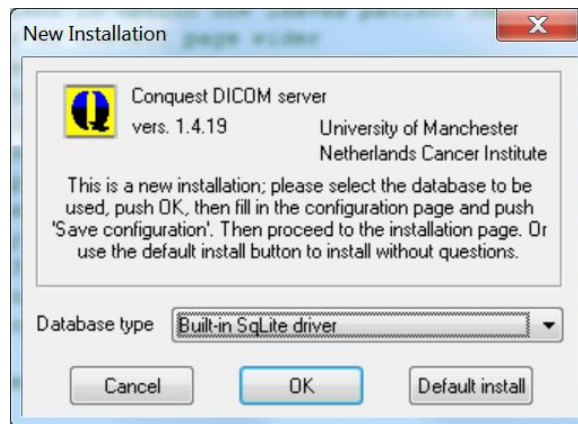 New Installation
page wider
Conquest DICOM server
vers. 1.4.19
University of Manchester
Netherlands Cancer Institute
This is a new installation; please select the database to be
used, push OK, then fill in the configuration page and push
'Save configuration'. Then proceed to the installation page. Or
use the default install button to install without questions.
Database type
Built-in SqLite driver
Cancel
OK
Default install